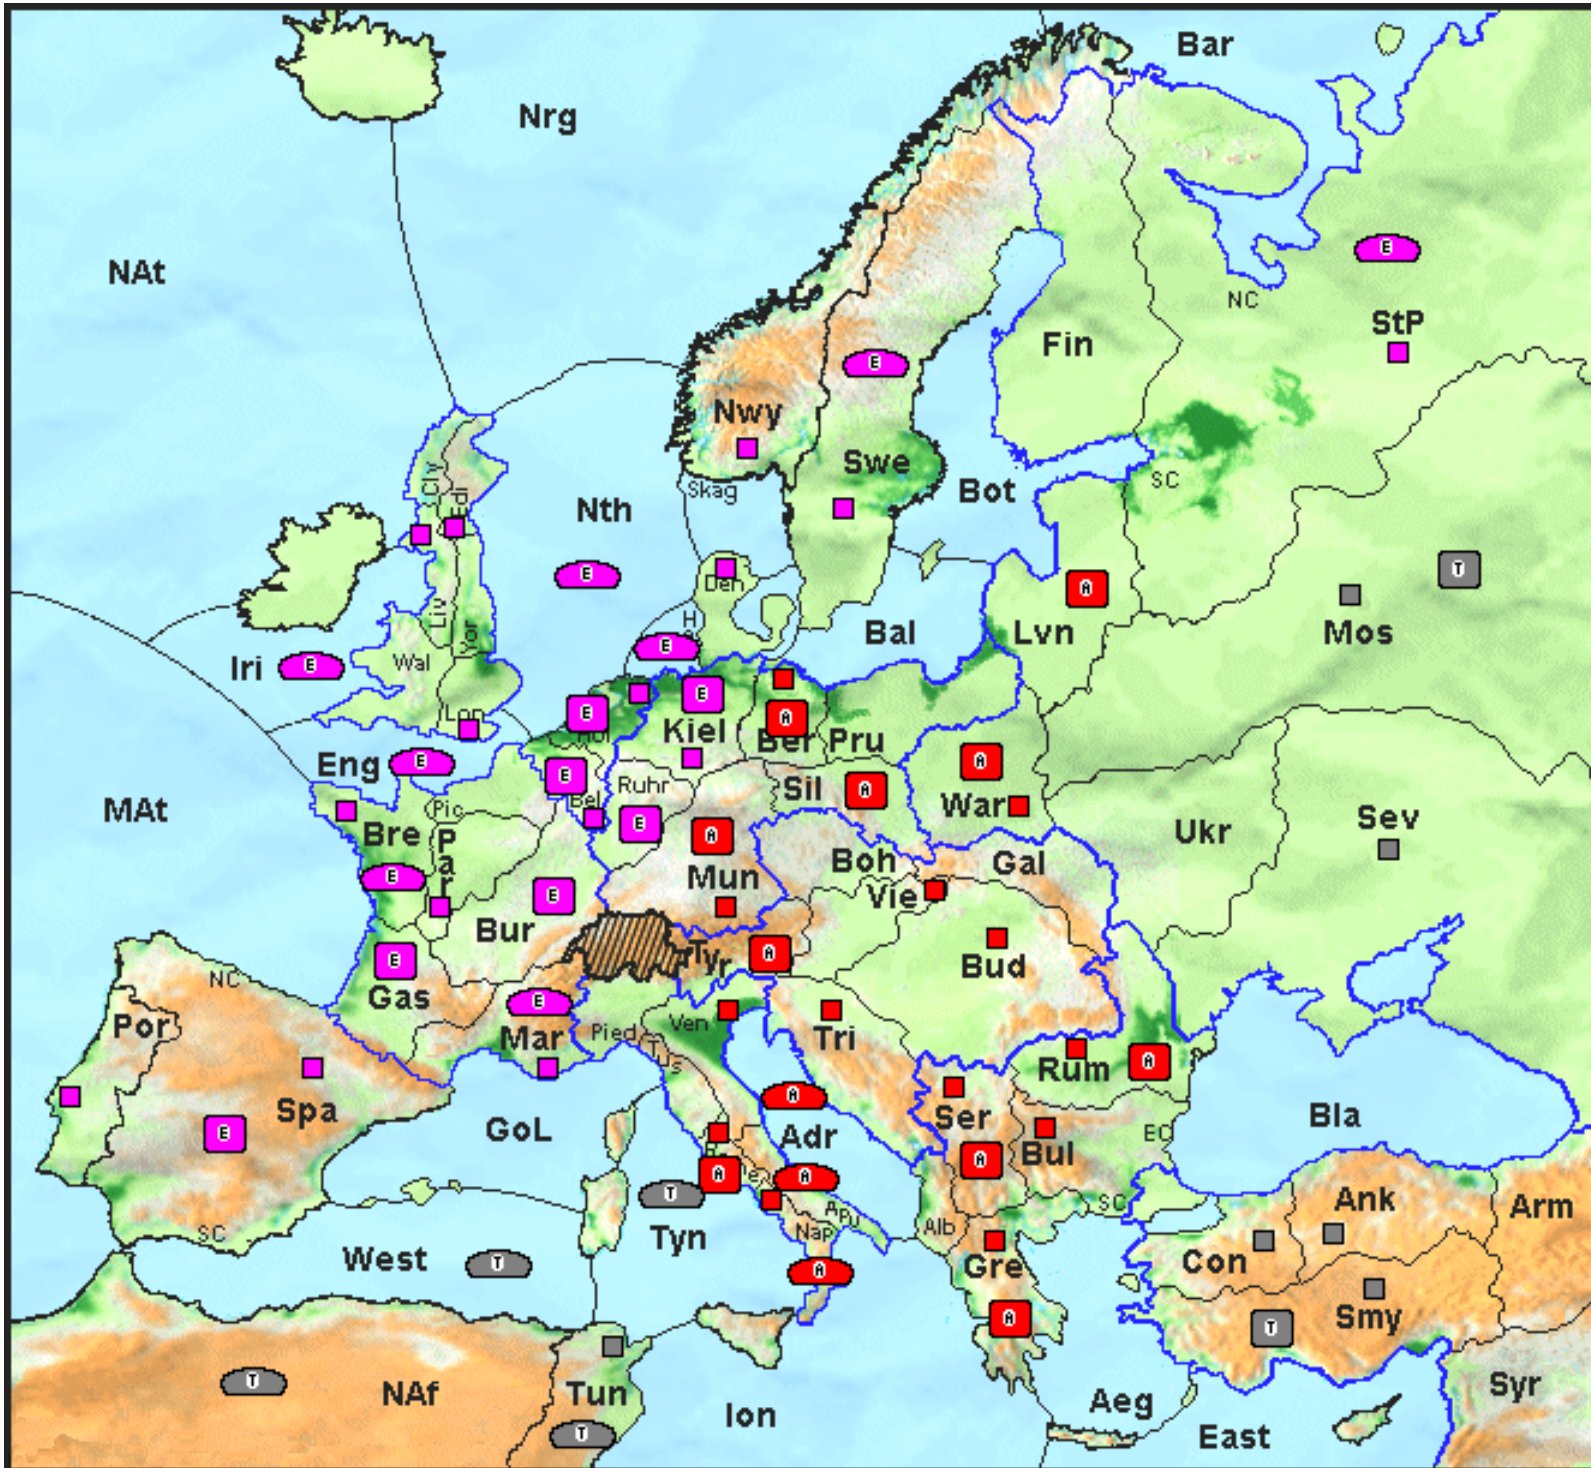 Bar
Nrg
NAt
E
NC
StP
Fin
E
Nwy
Swe
Cly
Edi
Skag
Bot
SC
Nth
E
Den
A
T
Lvn
Mos
Liv
Yor
Bal
Iri
E
Wal
E
H
E
E
Kiel
A
Ber
Pru
Lon
Hol
Eng
E
E
Ruhr
Sil
A
A
War
MAt
Pic
Bel
E
A
Bre
Par
Boh
Gal
Ukr
Sev
E
Mun
Vie
E
Bur
E
Tyr
A
Bud
NC
Gas
E
Por
Mar
Pied
Ven
Tri
Tus
Rum
A
Spa
A
Ser
E
GoL
Adr
A
Bul
EC
Bla
T
A
A
Ank
Arm
SC
West
T
Tyn
Apu
Nap
Alb
SC
A
Gre
Con
A
T
Smy
T
NAf
Tun
T
Ion
Aeg
East
Syr